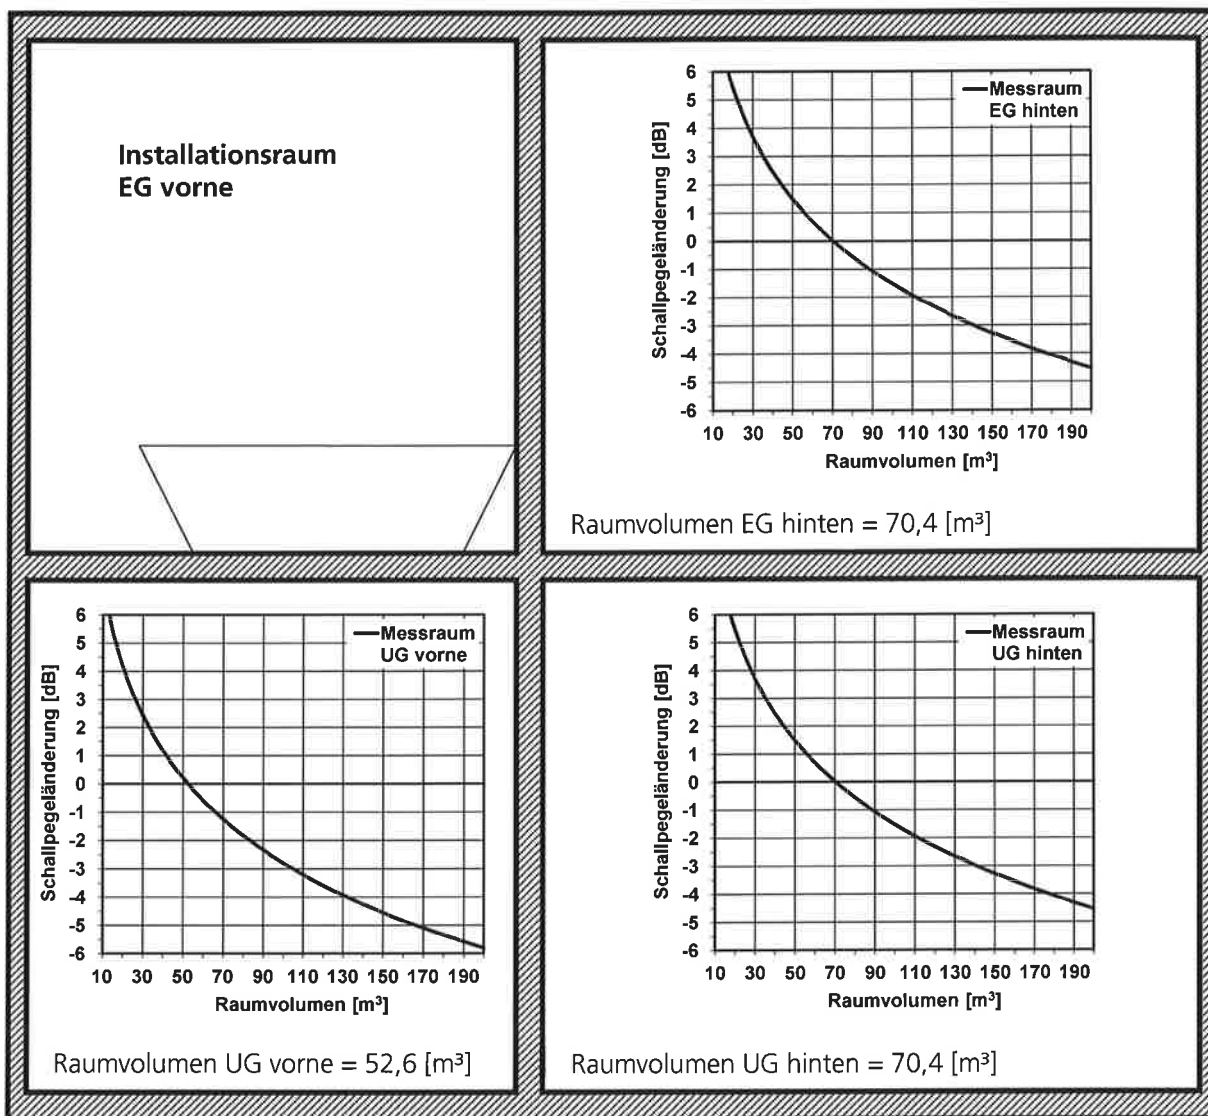 Installationsraum
EG vorne
6
5
4
3
2
1
0
-1
-2
-3
-4
-5
-6
Schallpegeländerung [dB]
Messraum
EG hinten
10 30 50 70 90 110 130 150 170 190
Raumvolumen [m³]
Raumvolumen EG hinten = 70,4 [m³]
6
5
4
3
2
1
0
-1
-2
-3
-4
-5
-6
Schallpegeländerung [dB]
Messraum
UG vorne
10 30 50 70 90 110 130 150 170 190
Raumvolumen [m³]
Raumvolumen UG vorne = 52,6 [m³]
6
5
4
3
2
1
0
-1
-2
-3
-4
-5
-6
Schallpegeländerung [dB]
Messraum
UG hinten
10 30 50 70 90 110 130 150 170 190
Raumvolumen [m³]
Raumvolumen UG hinten = 70,4 [m³]